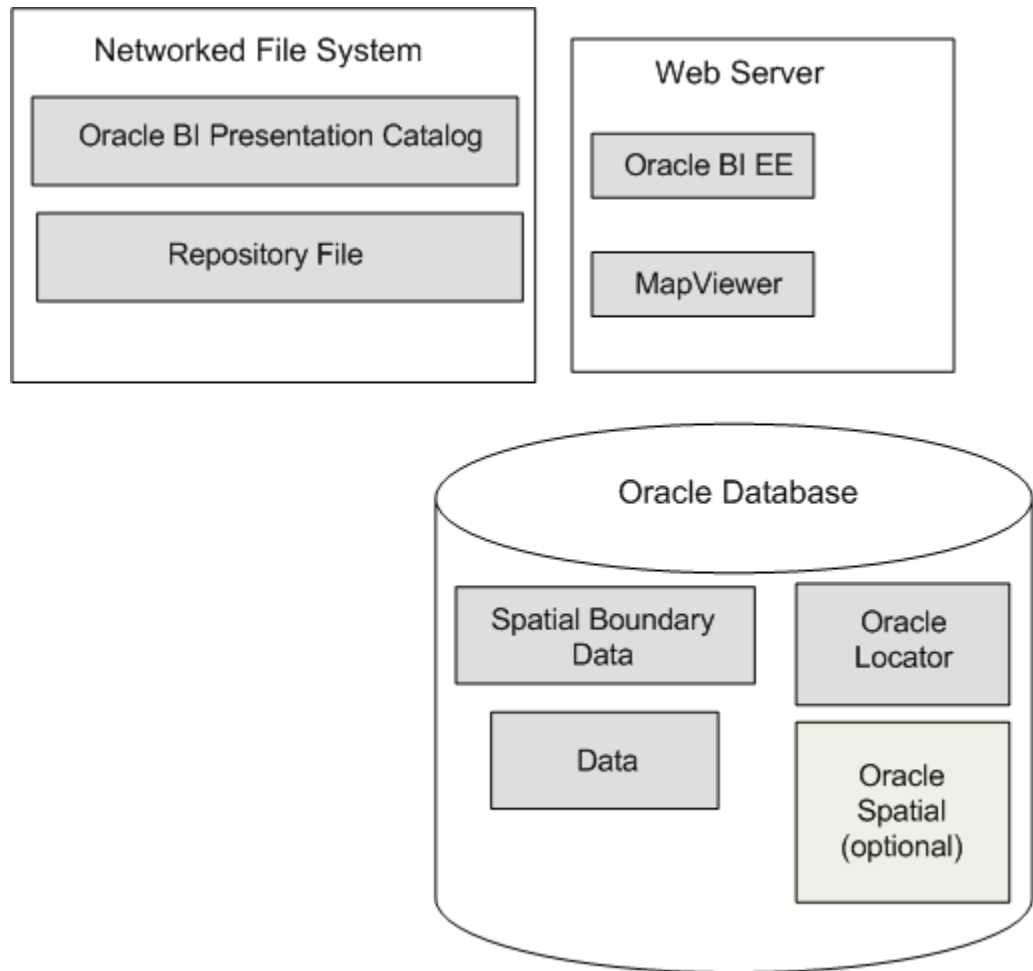 Networked File System
Oracle BI Presentation Catalog
Repository File
Web Server
Oracle BI EE
MapViewer
Oracle Database
Spatial Boundary
Data
Data
Oracle
Locator
Oracle
Spatial
(optional)